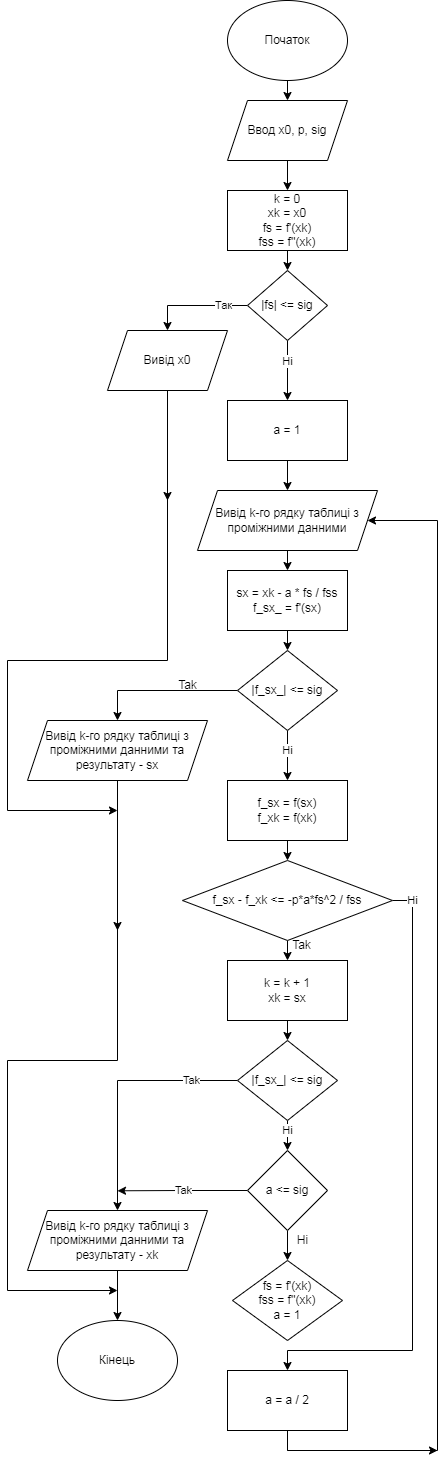 Початок
Ввод x0, p, sig
k = 0
xk = x0
fs = f'(xk)
fss = f''(xk)
|fs| <= sig
Так
Вивід x0
Ні
a = 1
Вивід k-го рядку таблиці з
проміжними данними
sx = xk - a * fs / fss
f_sx_ = f'(sx)
|f_sx_| <= sig
Tak
Вивід k-го рядку таблиці з
проміжними данними та
результату - sx
Ні
f_sx = f(sx)
f_xk = f(xk)
f_sx - f_xk <= -p*a*fs^2 / fss
Ні
Tak
k = k + 1
xk = sx
|f_sx_| <= sig
Tak
Ні
a <= sig
Tak
Вивід k-го рядку таблиці з
проміжними данними та
результату - xk
Ні
fs = f'(xk)
fss = f''(xk)
a = 1
Кінець
a = a / 2